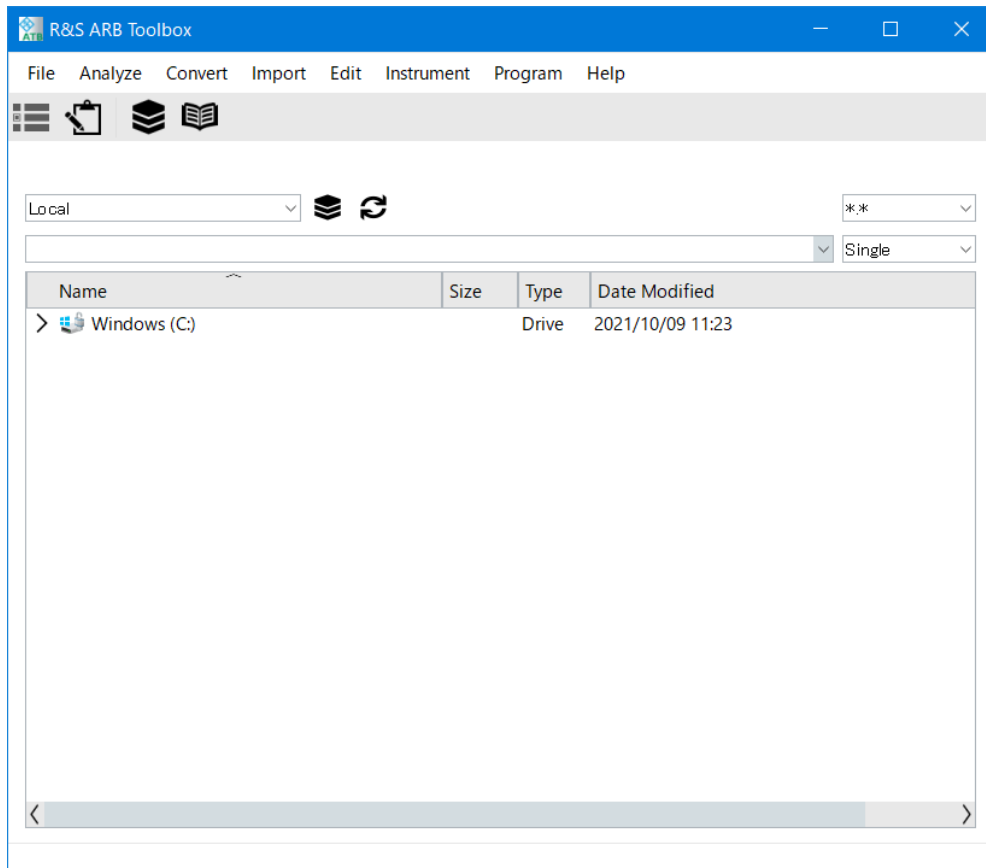 ATB R&S ARB Toolbox
File Analyze Convert Import Edit Instrument Program Help
Local *.*
Single
Name Size Type Date Modified
Windows (C:) Drive 2021/10/09 11:23